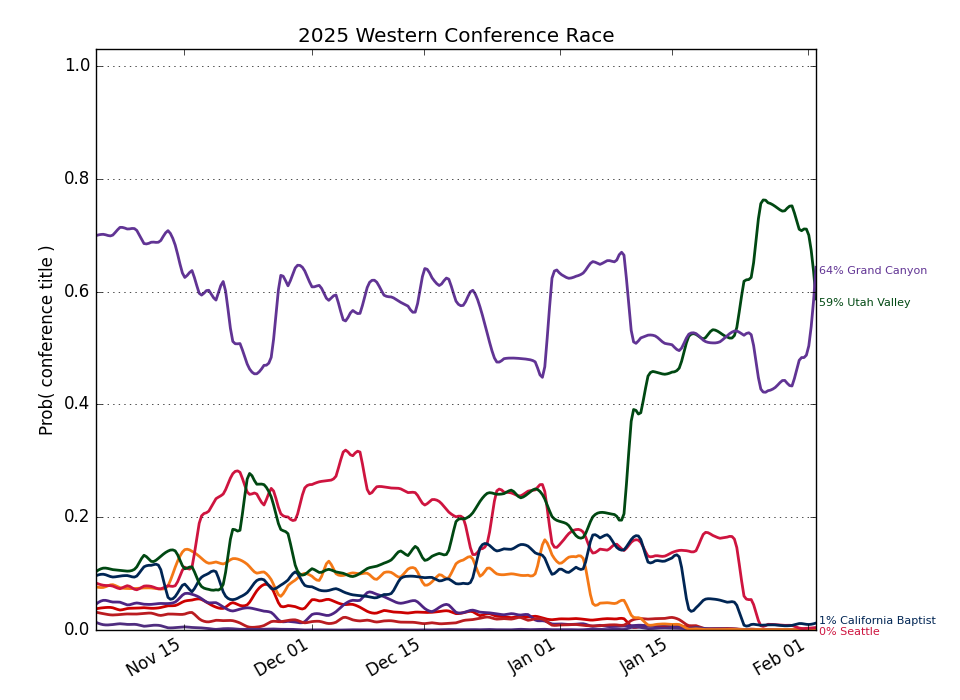 2025 Western Conference Race
1.0
0.8
0.6
0.4
0.2
0.0
Prob( conference title )
64% Grand Canyon
59% Utah Valley
1% California Baptist
0% Seattle
Nov 15
Dec 01
Dec 15
Jan 01
Jan 15
Feb 01